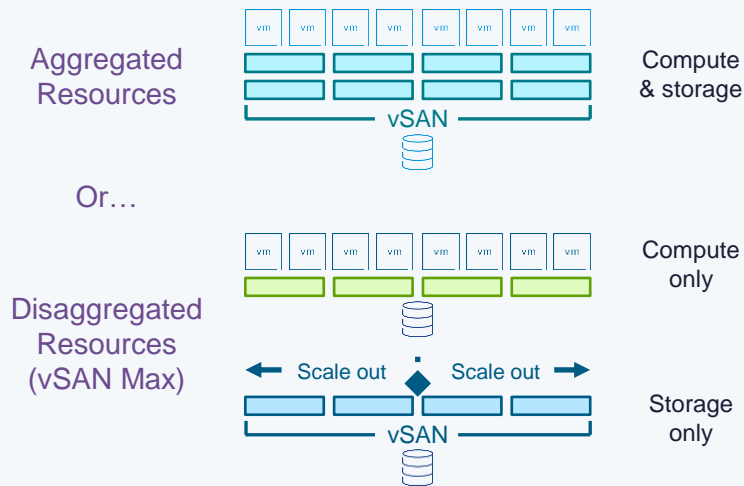 vm vm vm vm vm vm vm vm
Aggregated
Resources
Compute
& storage
vSAN
Or...
vm vm vm vm vm vm vm vm
Compute
only
Disaggregated
Resources
(vSAN Max)
Scale out Scale out
Storage
only
vSAN